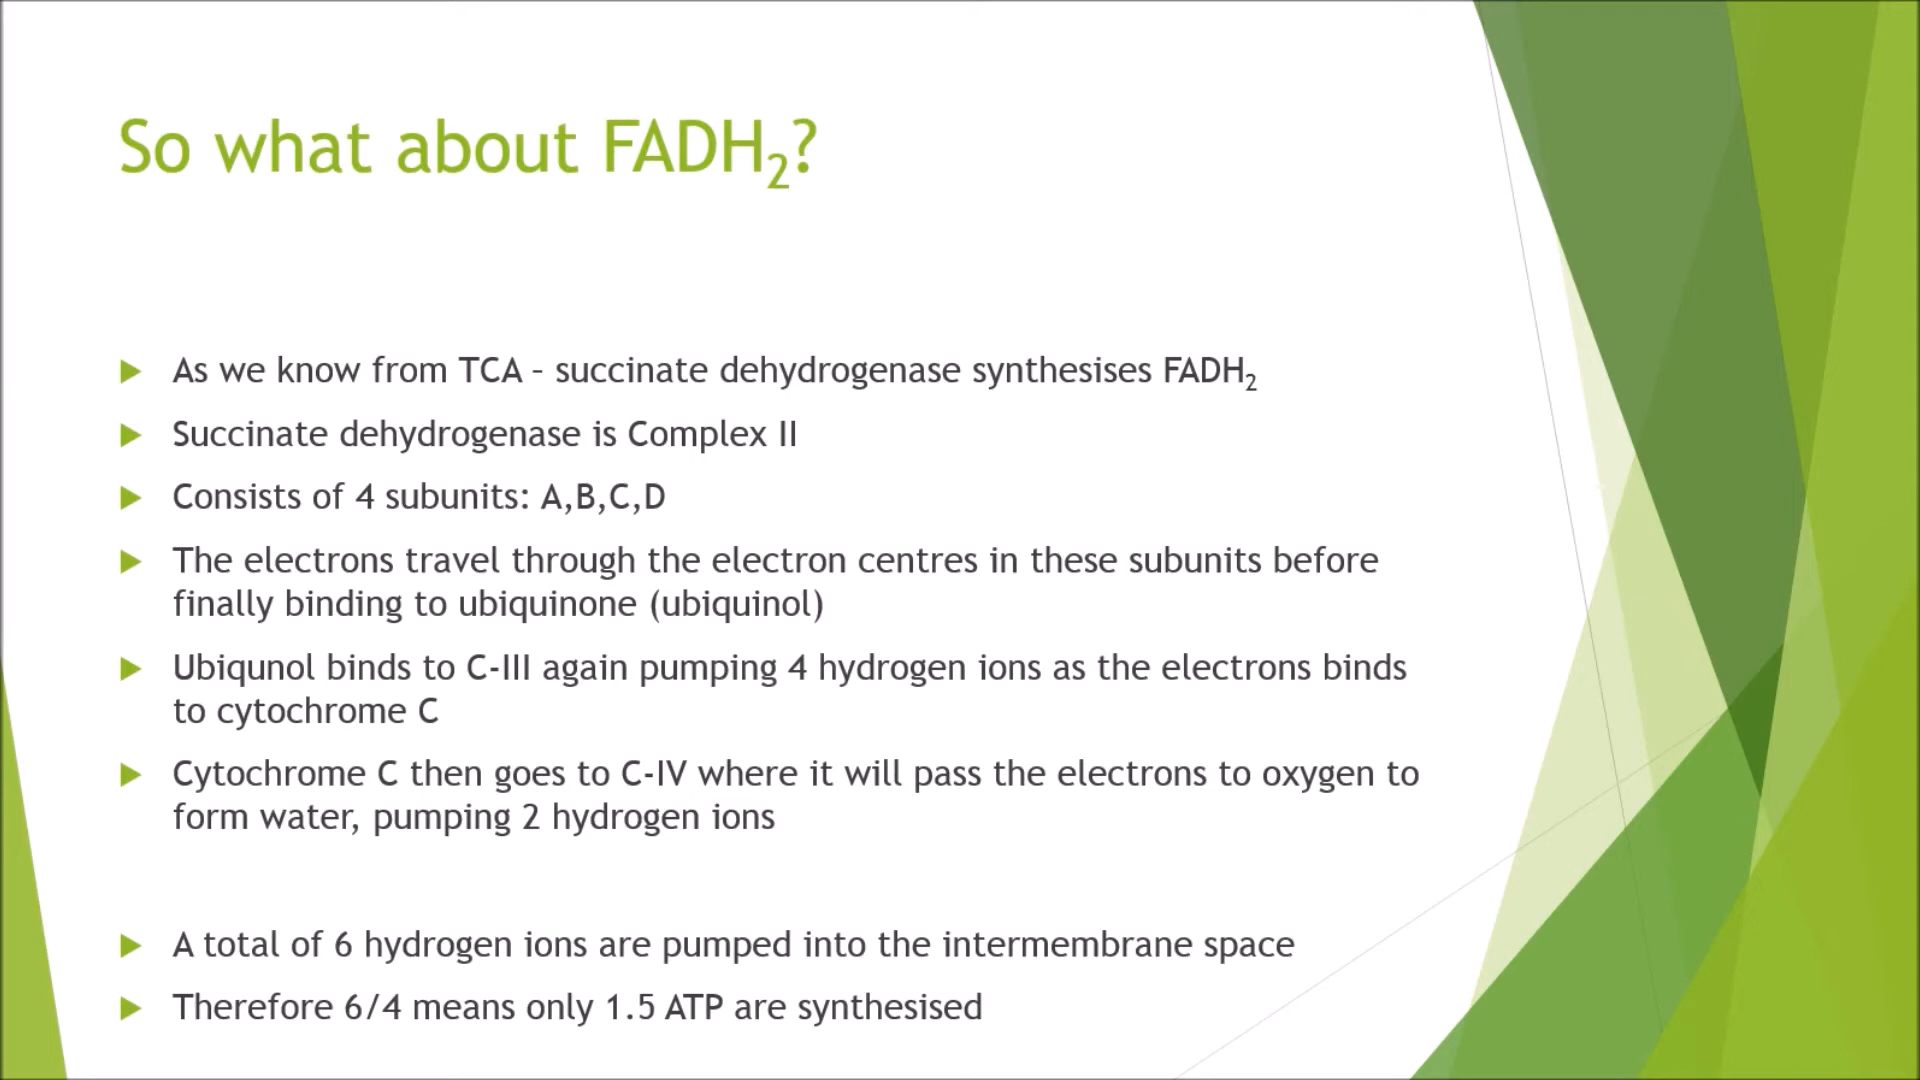 So what about FADH₂?
As we know from TCA – succinate dehydrogenase synthesises FADH₂
Succinate dehydrogenase is Complex II
Consists of 4 subunits: A,B,C,D
The electrons travel through the electron centres in these subunits before
finally binding to ubiquinone (ubiquinol)
Ubiqunol binds to C-III again pumping 4 hydrogen ions as the electrons binds
to cytochrome C
Cytochrome C then goes to C-IV where it will pass the electrons to oxygen to
form water, pumping 2 hydrogen ions
A total of 6 hydrogen ions are pumped into the intermembrane space
Therefore 6/4 means only 1.5 ATP are synthesised